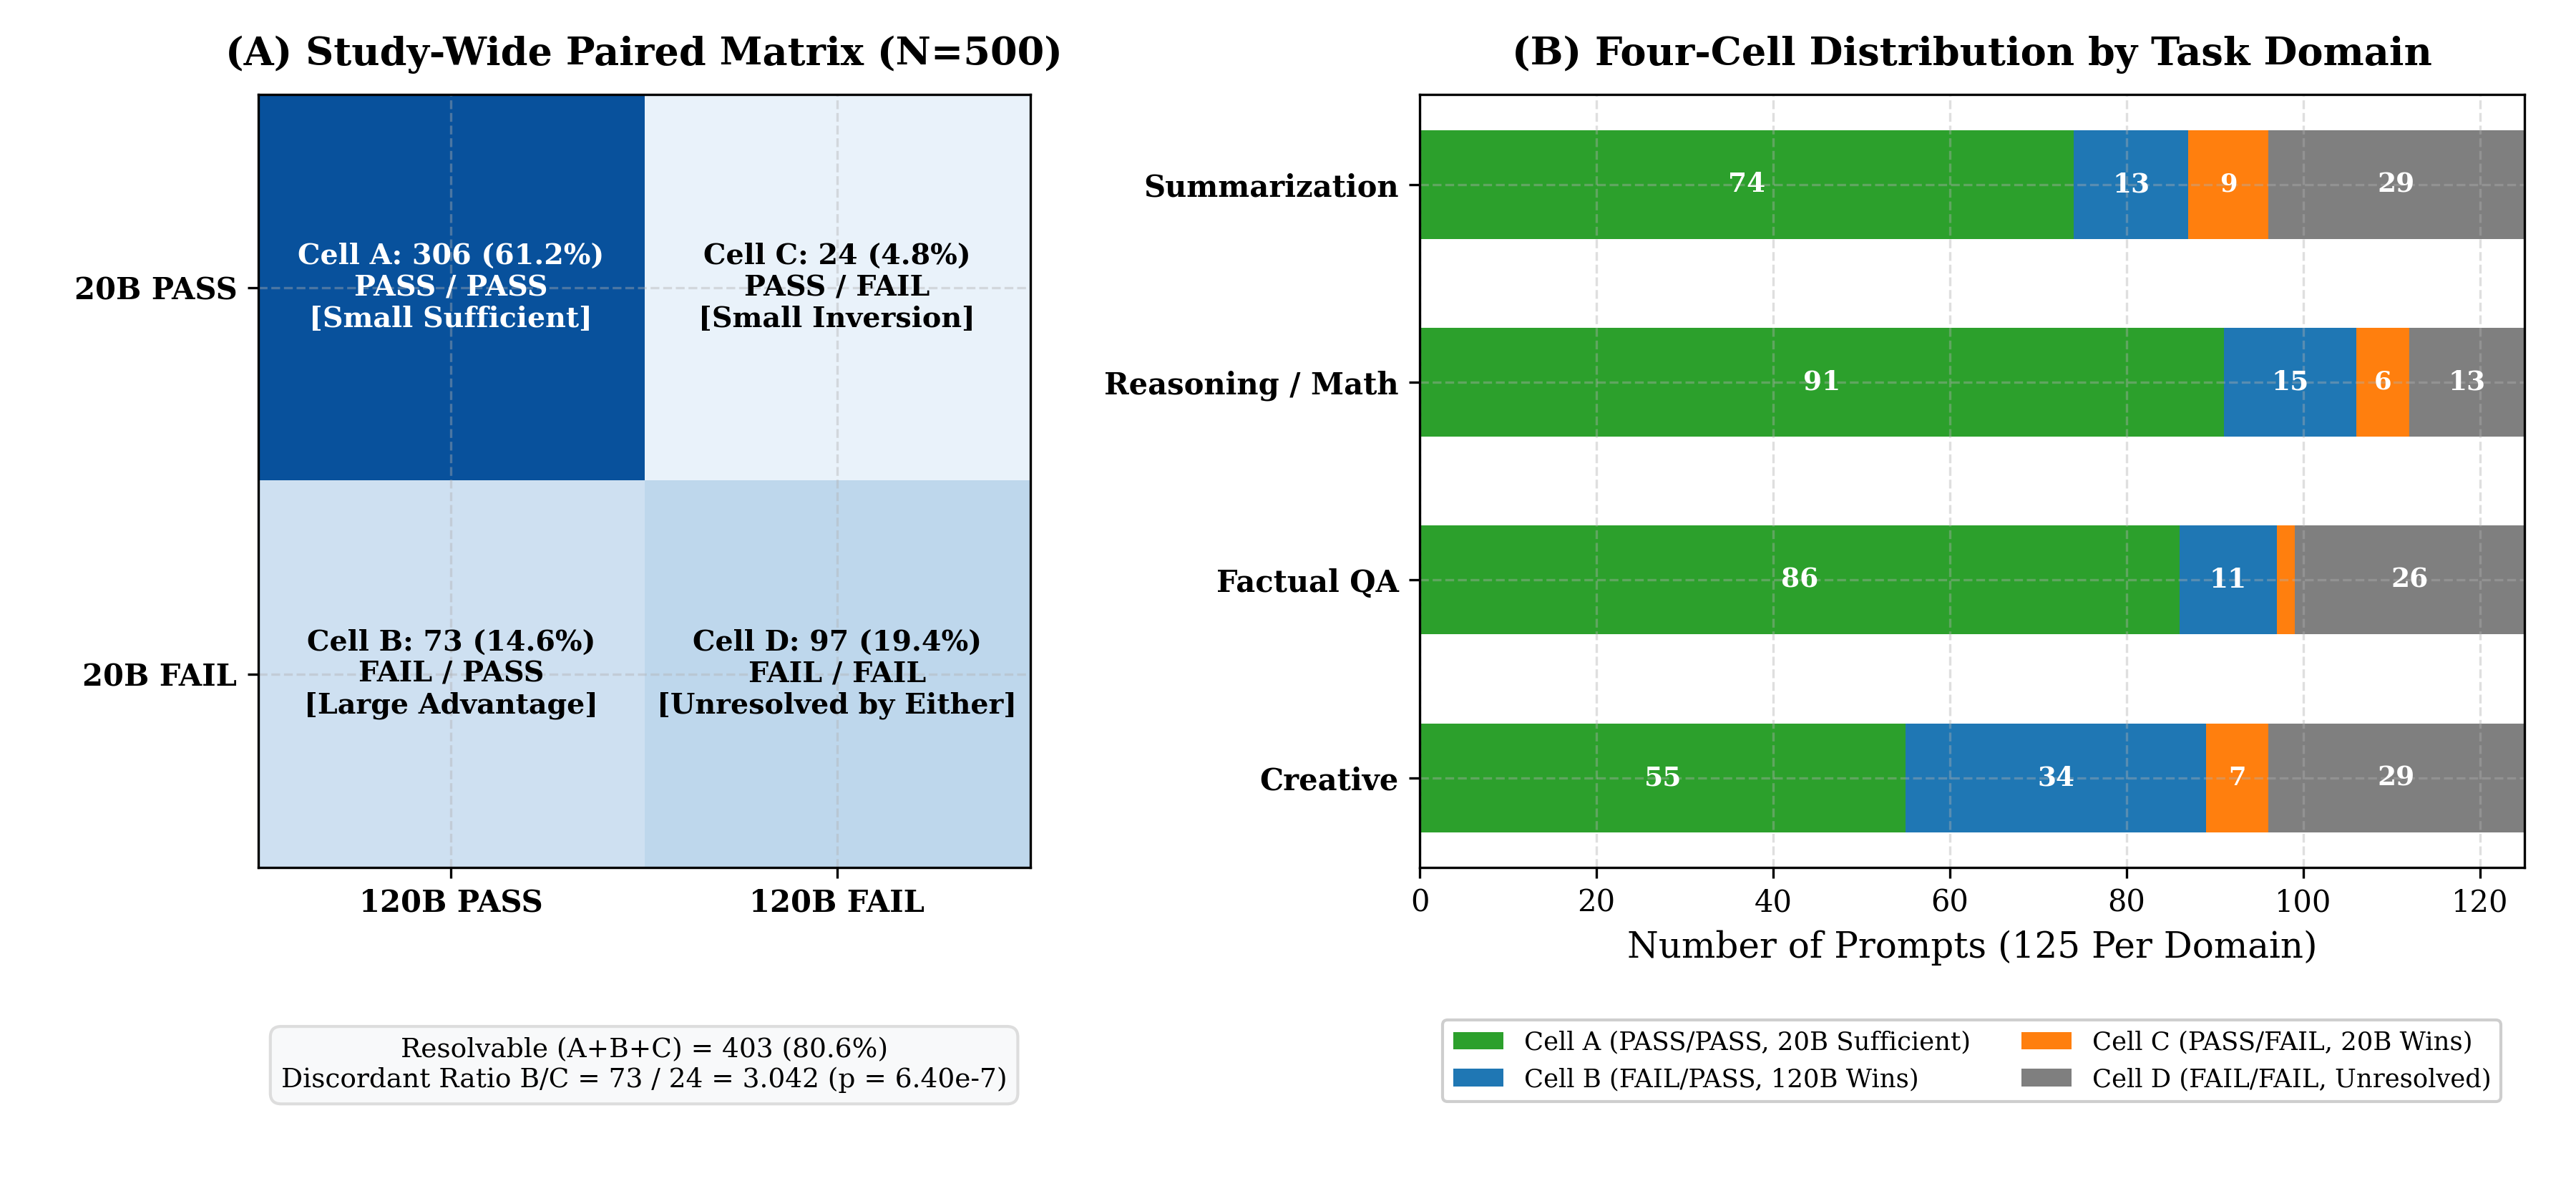 (A) Study-Wide Paired Matrix (N=500)
20B PASS
20B FAIL
Cell A: 306 (61.2%)
PASS / PASS
[Small Sufficient]
Cell C: 24 (4.8%)
PASS / FAIL
[Small Inversion]
Cell B: 73 (14.6%)
FAIL / PASS
[Large Advantage]
Cell D: 97 (19.4%)
FAIL / FAIL
[Unresolved by Either]
120B PASS
120B FAIL
Resolvable (A+B+C) = 403 (80.6%)
Discordant Ratio B/C = 73 / 24 = 3.042 (p = 6.40e-7)
(B) Four-Cell Distribution by Task Domain
Summarization
74 13 9 29
Reasoning / Math
91 15 6 13
Factual QA
86 11 26
Creative
55 34 7 29
0 20 40 60 80 100 120
Number of Prompts (125 Per Domain)
Cell A (PASS/PASS, 20B Sufficient)
Cell B (FAIL/PASS, 120B Wins)
Cell C (PASS/FAIL, 20B Wins)
Cell D (FAIL/FAIL, Unresolved)